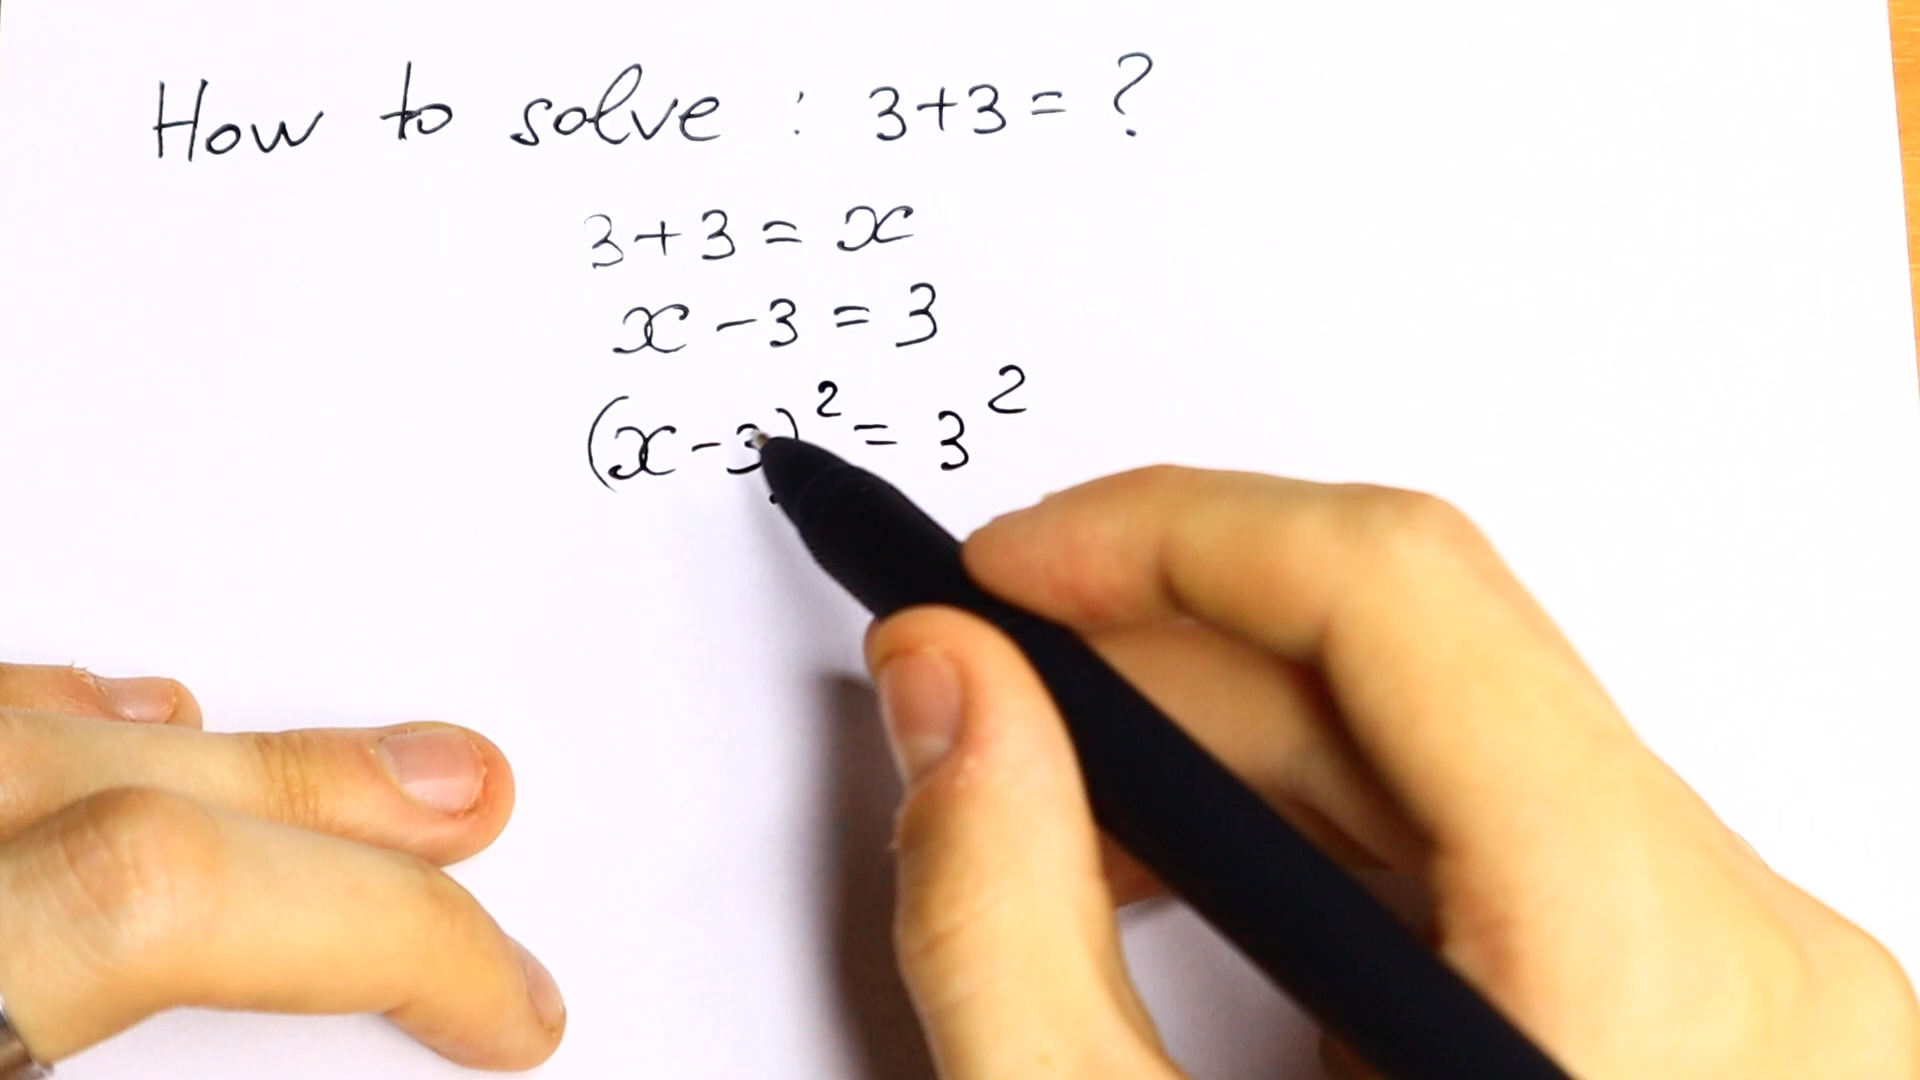 How to solve : 3+3= ?
3+3 = x
x - 3 = 3
(x - 3)² = 3²